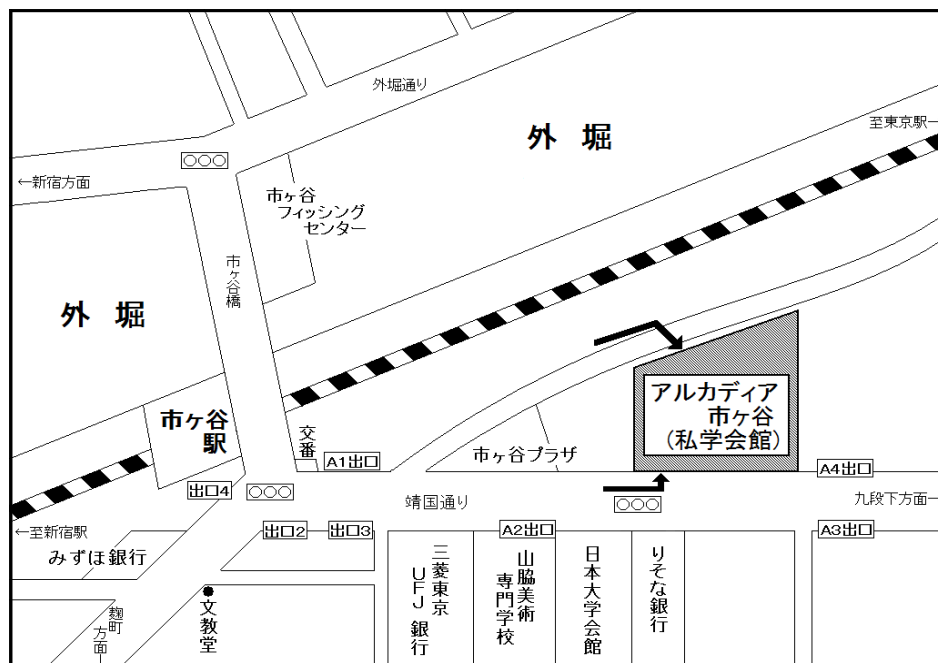 外堀通り
外 堀
至東京駅─
○○○
←新宿方面
市ヶ谷
フィッシング
センター
市ヶ谷橋
外 堀
アルカディア
市ヶ谷
(私学会館)
市ヶ谷
駅
交番
A1出口
市ヶ谷プラザ
A4出口
出口4
○○○
靖国通り
○○○
九段下方面─
←至新宿駅
出口2
出口3
A2出口
A3出口
みずほ銀行
三菱東京
UFJ 銀行
山脇美術
専門学校
日本大学会館
りそな銀行
文教堂
麹町
方面